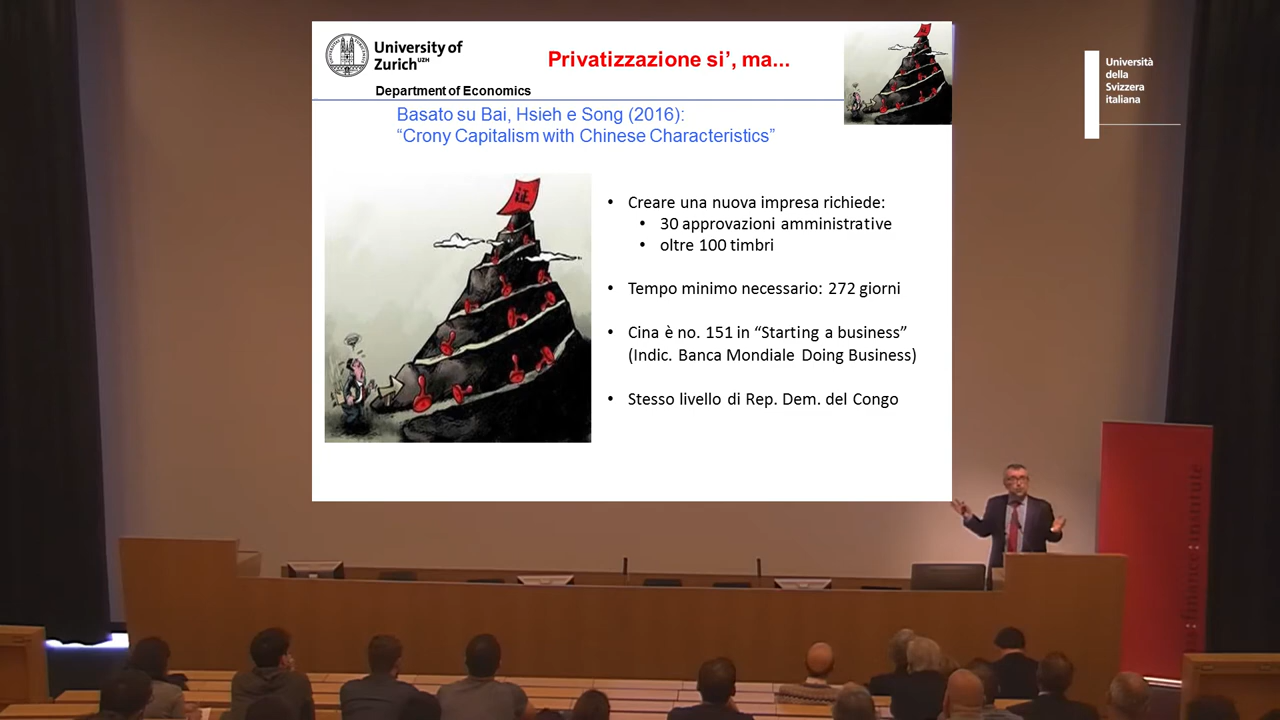 University of
Zurich UZH
Department of Economics
Privatizzazione si’, ma...
Basato su Bai, Hsieh e Song (2016):
“Crony Capitalism with Chinese Characteristics”
证
• Creare una nuova impresa richiede:
• 30 approvazioni amministrative
• oltre 100 timbri
• Tempo minimo necessario: 272 giorni
• Cina è no. 151 in “Starting a business”
(Indic. Banca Mondiale Doing Business)
• Stesso livello di Rep. Dem. del Congo
Università
della
Svizzera
italiana
finance institute